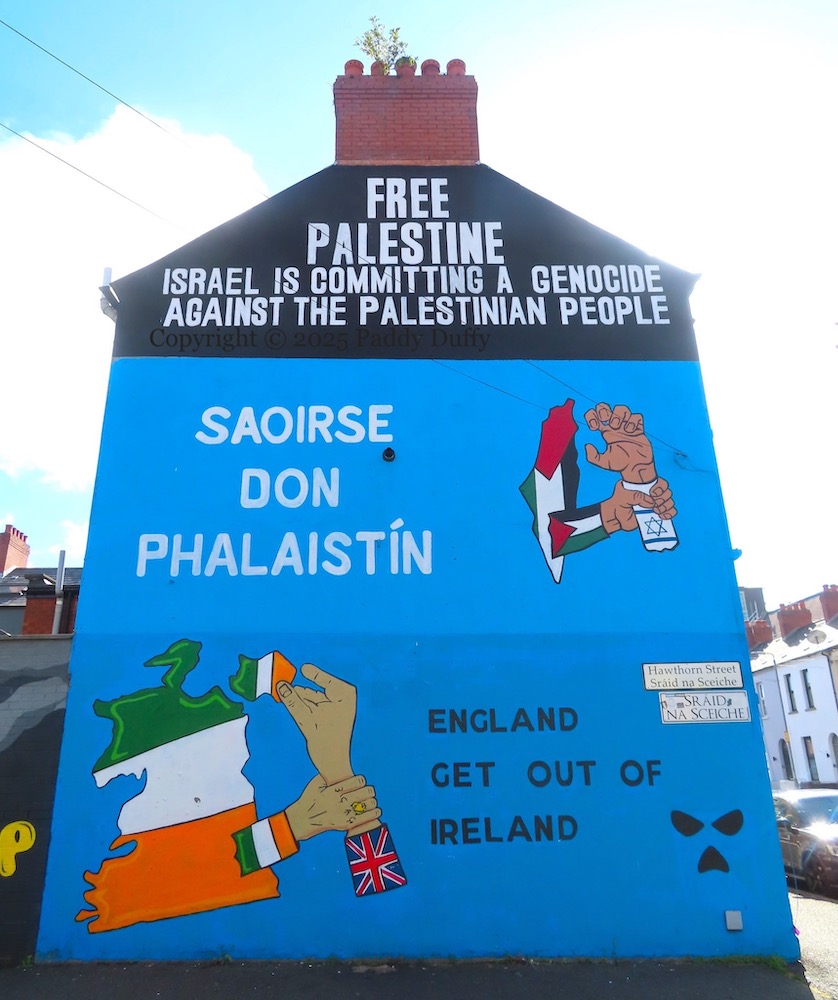 FREE
PALESTINE
ISRAEL IS COMMITTING A GENOCIDE
AGAINST THE PALESTINIAN PEOPLE
Copyright © 2025 Paddy Duffy
SAOIRSE
DON
PHALAISTÍN
Hawthorn Street
Sráid na Sceiche
SRÁID
NA SCEICHE
ENGLAND
GET OUT OF
IRELAND